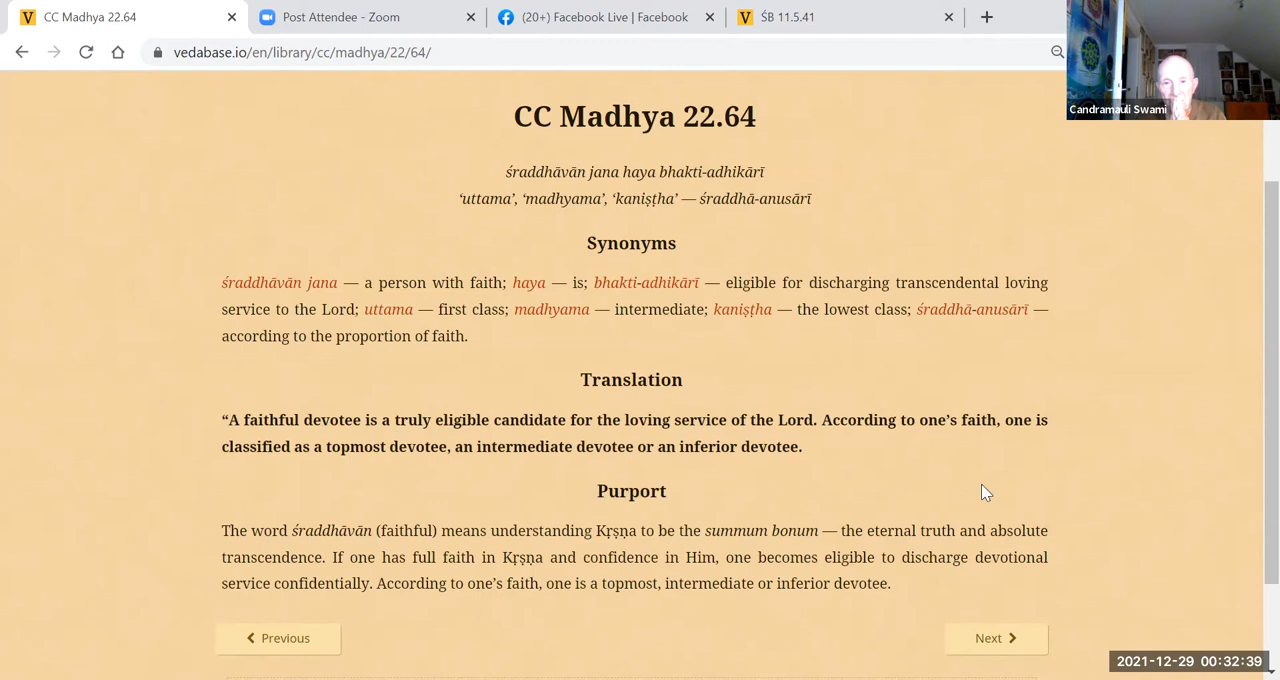 CC Madhya 22.64
Post Attendee - Zoom
(20+) Facebook Live | Facebook
ŚB 11.5.41
vedabase.io/en/library/cc/madhya/22/64/
Candramauli Swami
CC Madhya 22.64
śraddhāvān jana haya bhakti-adhikārī
‘uttama’, ‘madhyama’, ‘kaniṣṭha’ — śraddhā-anusārī
Synonyms
śraddhāvān jana — a person with faith; haya — is; bhakti-adhikārī — eligible for discharging transcendental loving
service to the Lord; uttama — first class; madhyama — intermediate; kaniṣṭha — the lowest class; śraddhā-anusārī —
according to the proportion of faith.
Translation
“A faithful devotee is a truly eligible candidate for the loving service of the Lord. According to one’s faith, one is
classified as a topmost devotee, an intermediate devotee or an inferior devotee.
Purport
The word śraddhāvān (faithful) means understanding Kṛṣṇa to be the summum bonum — the eternal truth and absolute
transcendence. If one has full faith in Kṛṣṇa and confidence in Him, one becomes eligible to discharge devotional
service confidentially. According to one’s faith, one is a topmost, intermediate or inferior devotee.
Previous
Next
2021-12-29 00:32:39